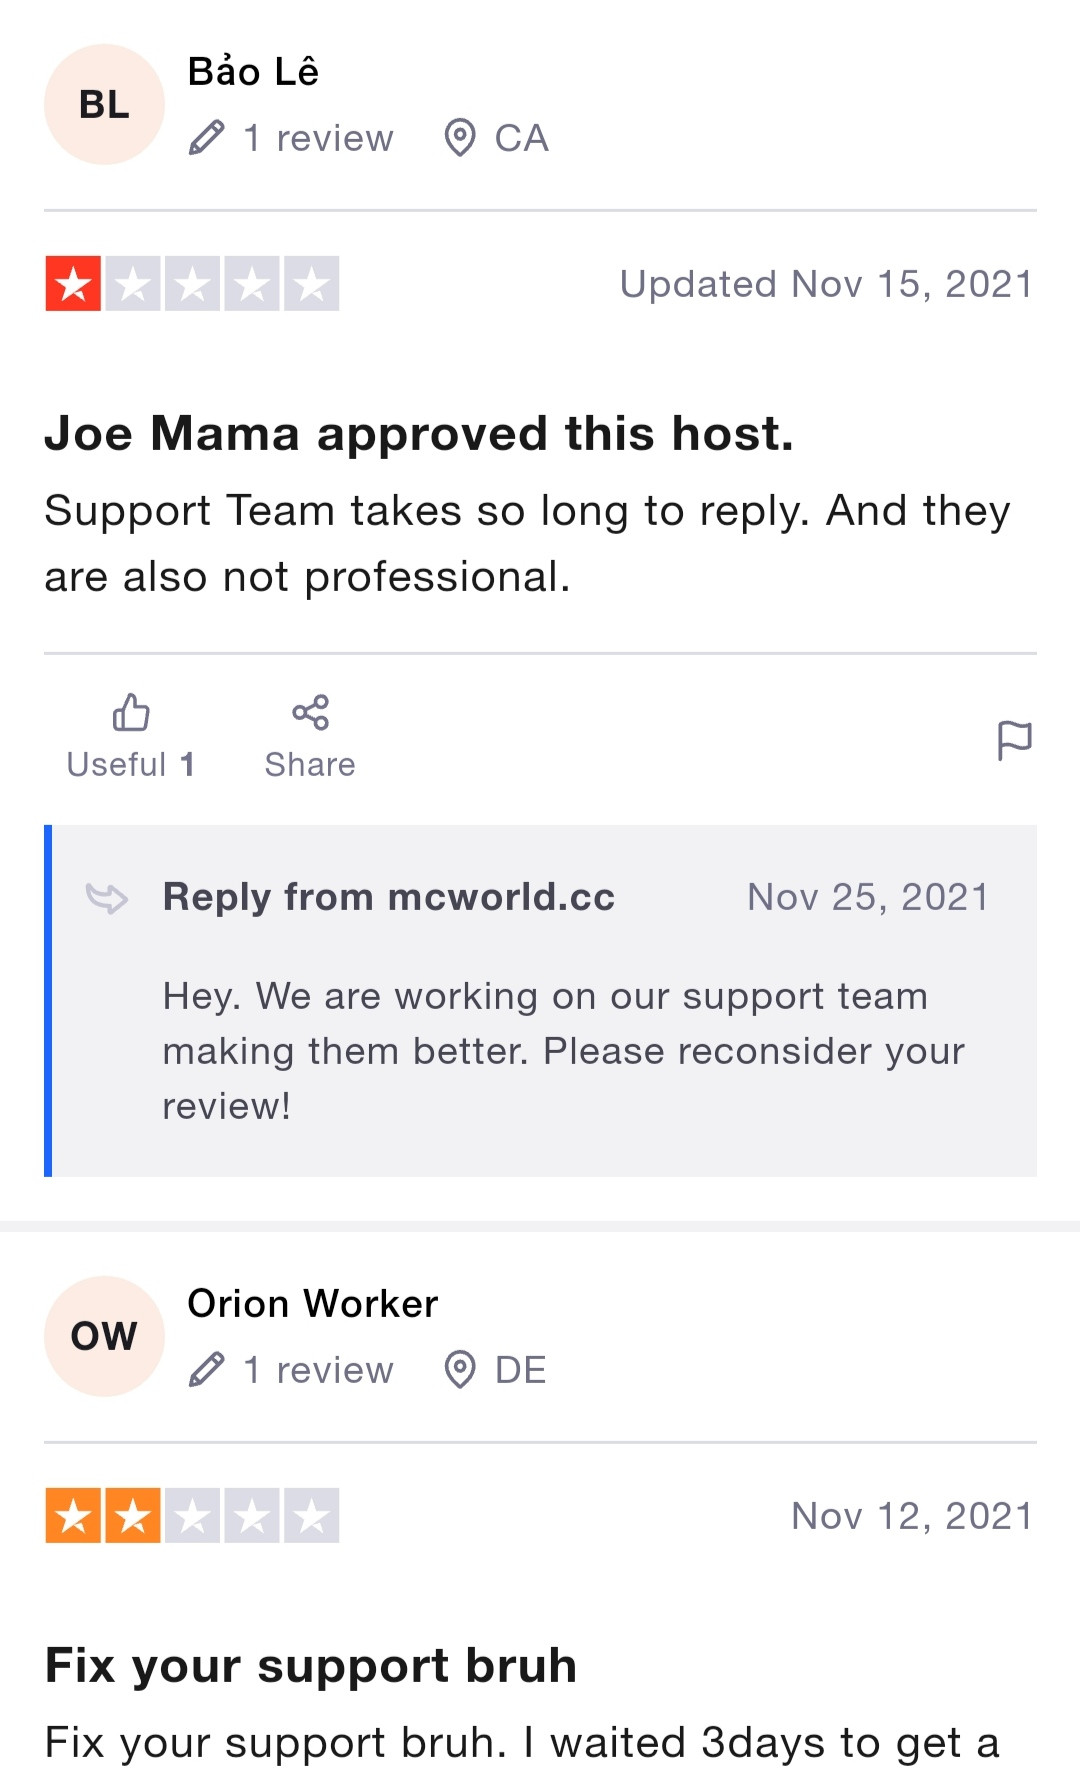 BL
Bảo Lê
1 review CA
Updated Nov 15, 2021
Joe Mama approved this host.
Support Team takes so long to reply. And they
are also not professional.
Useful 1 Share
Reply from mcworld.cc Nov 25, 2021
Hey. We are working on our support team
making them better. Please reconsider your
review!
OW
Orion Worker
1 review DE
Nov 12, 2021
Fix your support bruh
Fix your support bruh. I waited 3days to get a